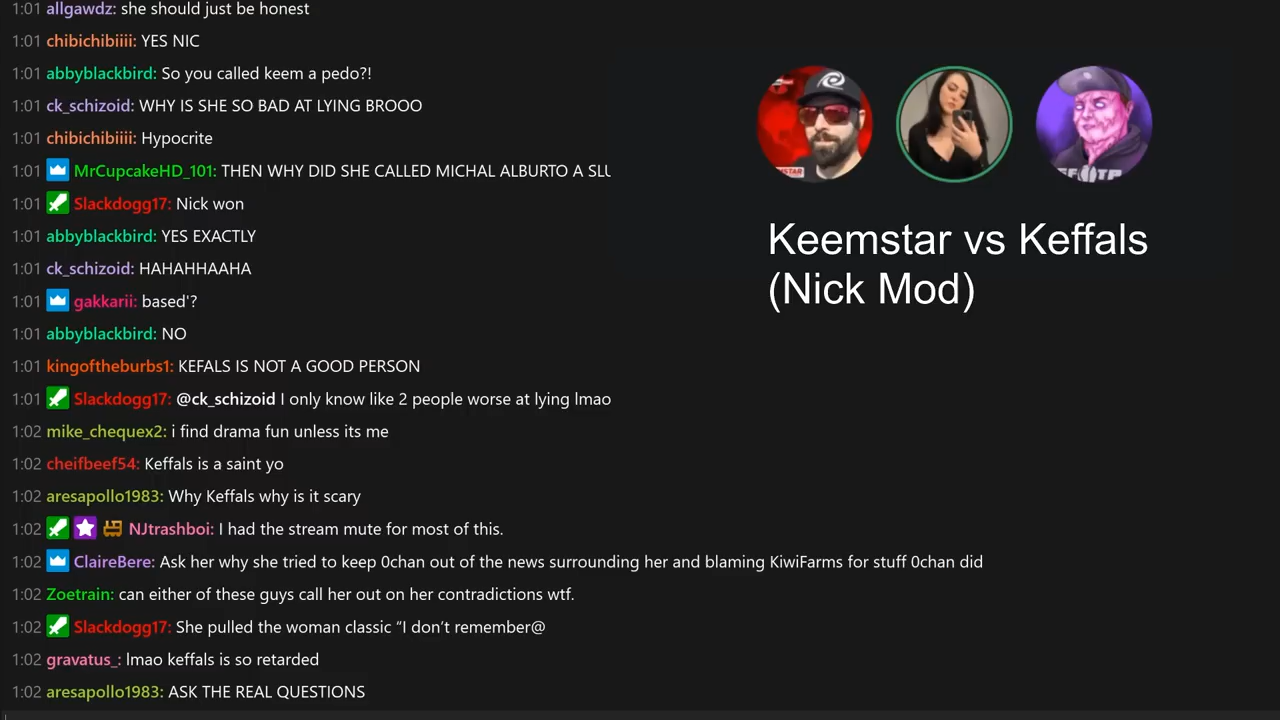 1:01 allgawdz: she should just be honest
1:01 chibichibiiii: YES NIC
1:01 abbyblackbird: So you called keem a pedo?!
1:01 ck_schizoid: WHY IS SHE SO BAD AT LYING BROOO
1:01 chibichibiiii: Hypocrite
1:01 MrCupcakeHD_101: THEN WHY DID SHE CALLED MICHAL ALBURTO A SLU
1:01 Slackdogg17: Nick won
1:01 abbyblackbird: YES EXACTLY
1:01 ck_schizoid: HAHAHHAAHA
1:01 gakkarii: based'?
1:01 abbyblackbird: NO
1:01 kingoftheburbs1: KEFALS IS NOT A GOOD PERSON
1:01 Slackdogg17: @ck_schizoid I only know like 2 people worse at lying lmao
1:02 mike_chequex2: i find drama fun unless its me
1:02 cheifbeef54: Keffals is a saint yo
1:02 aresapollo1983: Why Keffals why is it scary
1:02 NJtrashboi: I had the stream mute for most of this.
1:02 ClaireBere: Ask her why she tried to keep 0chan out of the news surrounding her and blaming KiwiFarms for stuff 0chan did
1:02 Zoetrain: can either of these guys call her out on her contradictions wtf.
1:02 Slackdogg17: She pulled the woman classic “I don’t remember@
1:02 gravatus_: lmao keffals is so retarded
1:02 aresapollo1983: ASK THE REAL QUESTIONS
Keemstar vs Keffals
(Nick Mod)